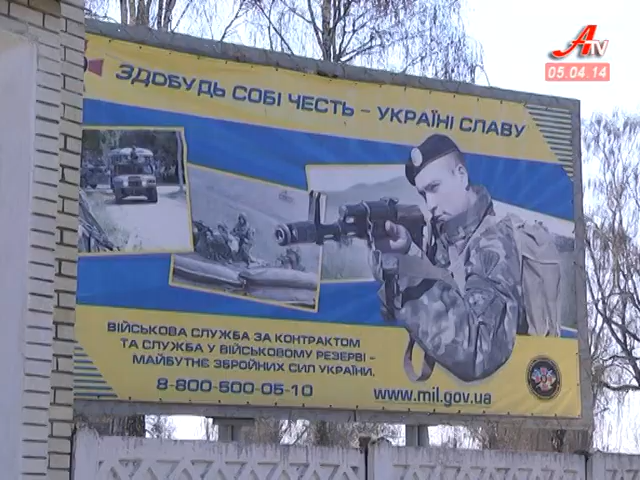 ATV
05.04.14
ЗДОБУДЬ СОБІ ЧЕСТЬ – УКРАЇНІ СЛАВУ
ВІЙСЬКОВА СЛУЖБА ЗА КОНТРАКТОМ
ТА СЛУЖБА У ВІЙСЬКОВОМУ РЕЗЕРВІ –
МАЙБУТНЄ ЗБРОЙНИХ СИЛ УКРАЇНИ.
8-800-500-05-10
www.mil.gov.ua